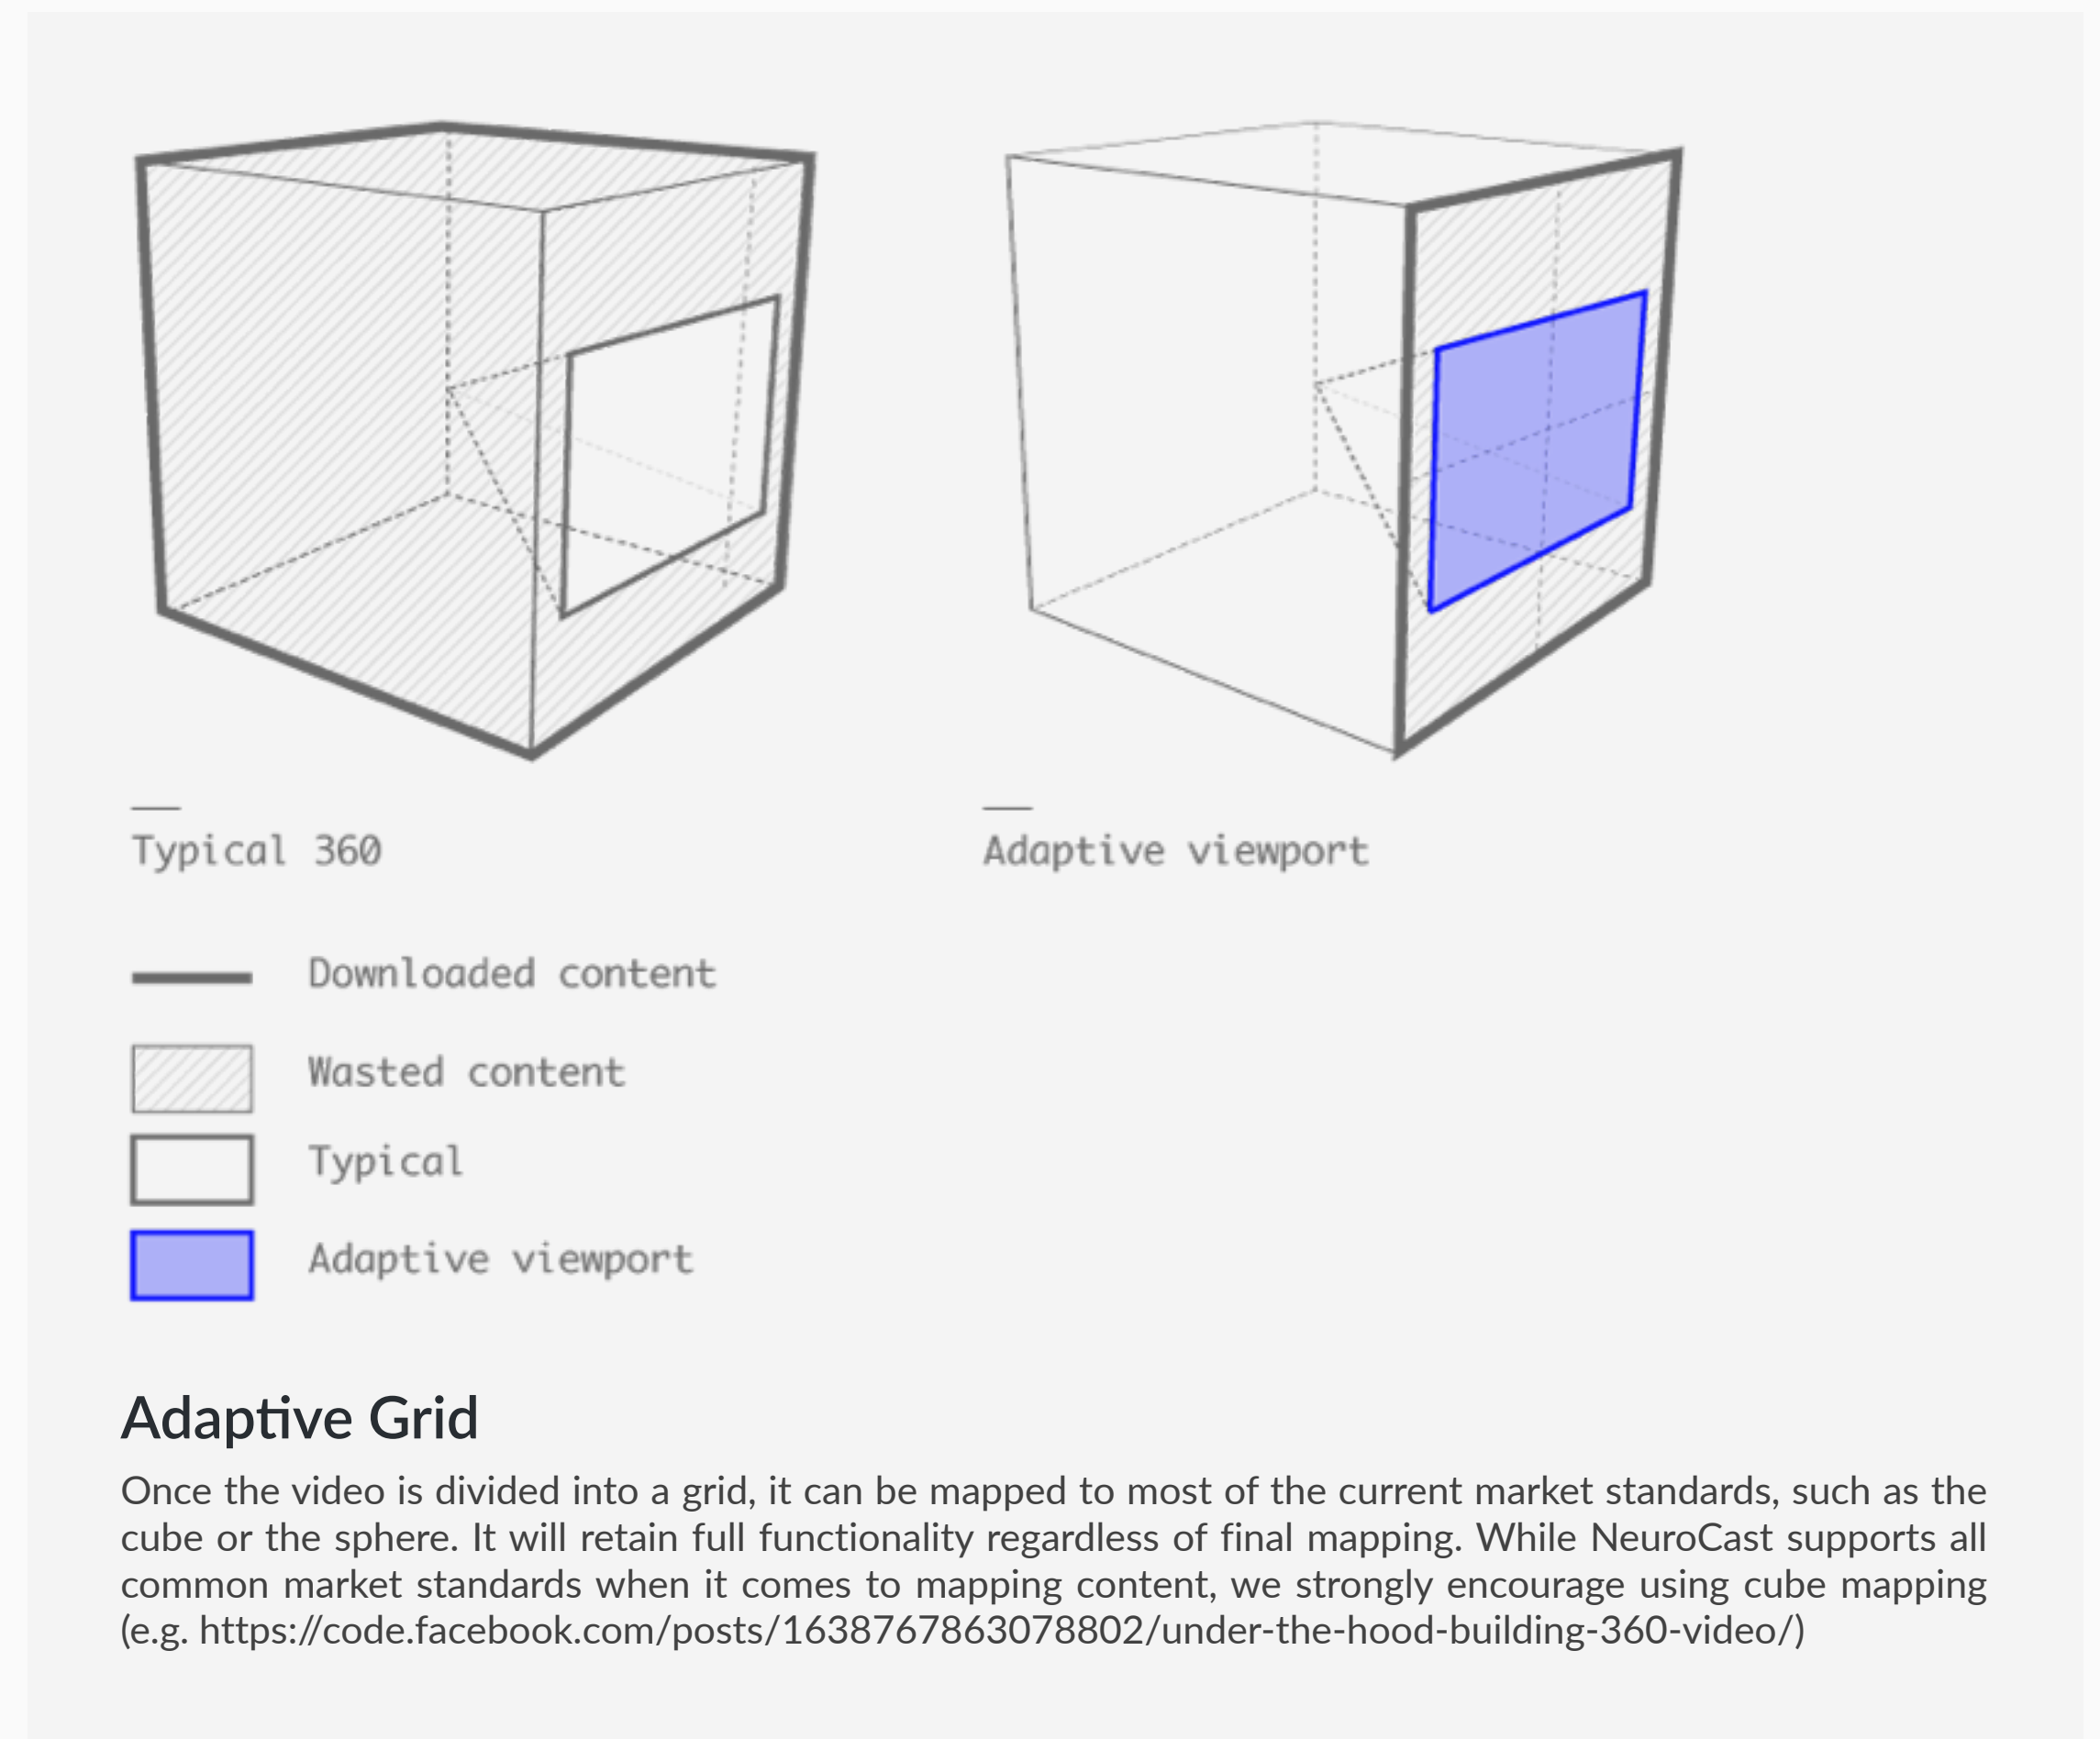 Typical 360
Adaptive viewport
Downloaded content
Wasted content
Typical
Adaptive viewport
Adaptive Grid
Once the video is divided into a grid, it can be mapped to most of the current market standards, such as the
cube or the sphere. It will retain full functionality regardless of final mapping. While NeuroCast supports all
common market standards when it comes to mapping content, we strongly encourage using cube mapping
(e.g. https://code.facebook.com/posts/1638767863078802/under-the-hood-building-360-video/)